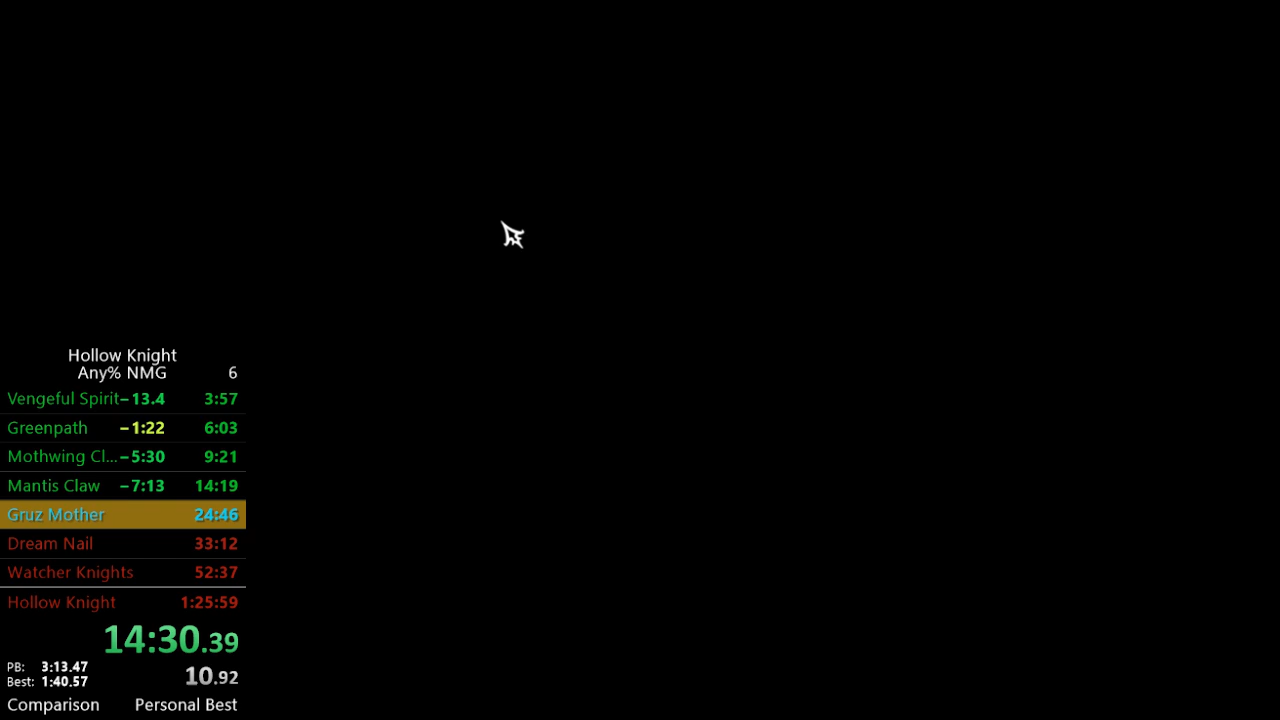 Hollow Knight
Any% NMG 6
Vengeful Spirit −13.4 3:57
Greenpath −1:22 6:03
Mothwing Cl... −5:30 9:21
Mantis Claw −7:13 14:19
Gruz Mother 24:46
Dream Nail 33:12
Watcher Knights 52:37
Hollow Knight 1:25:59
14:30.39
PB: 3:13.47
Best: 1:40.57
10.92
Comparison Personal Best